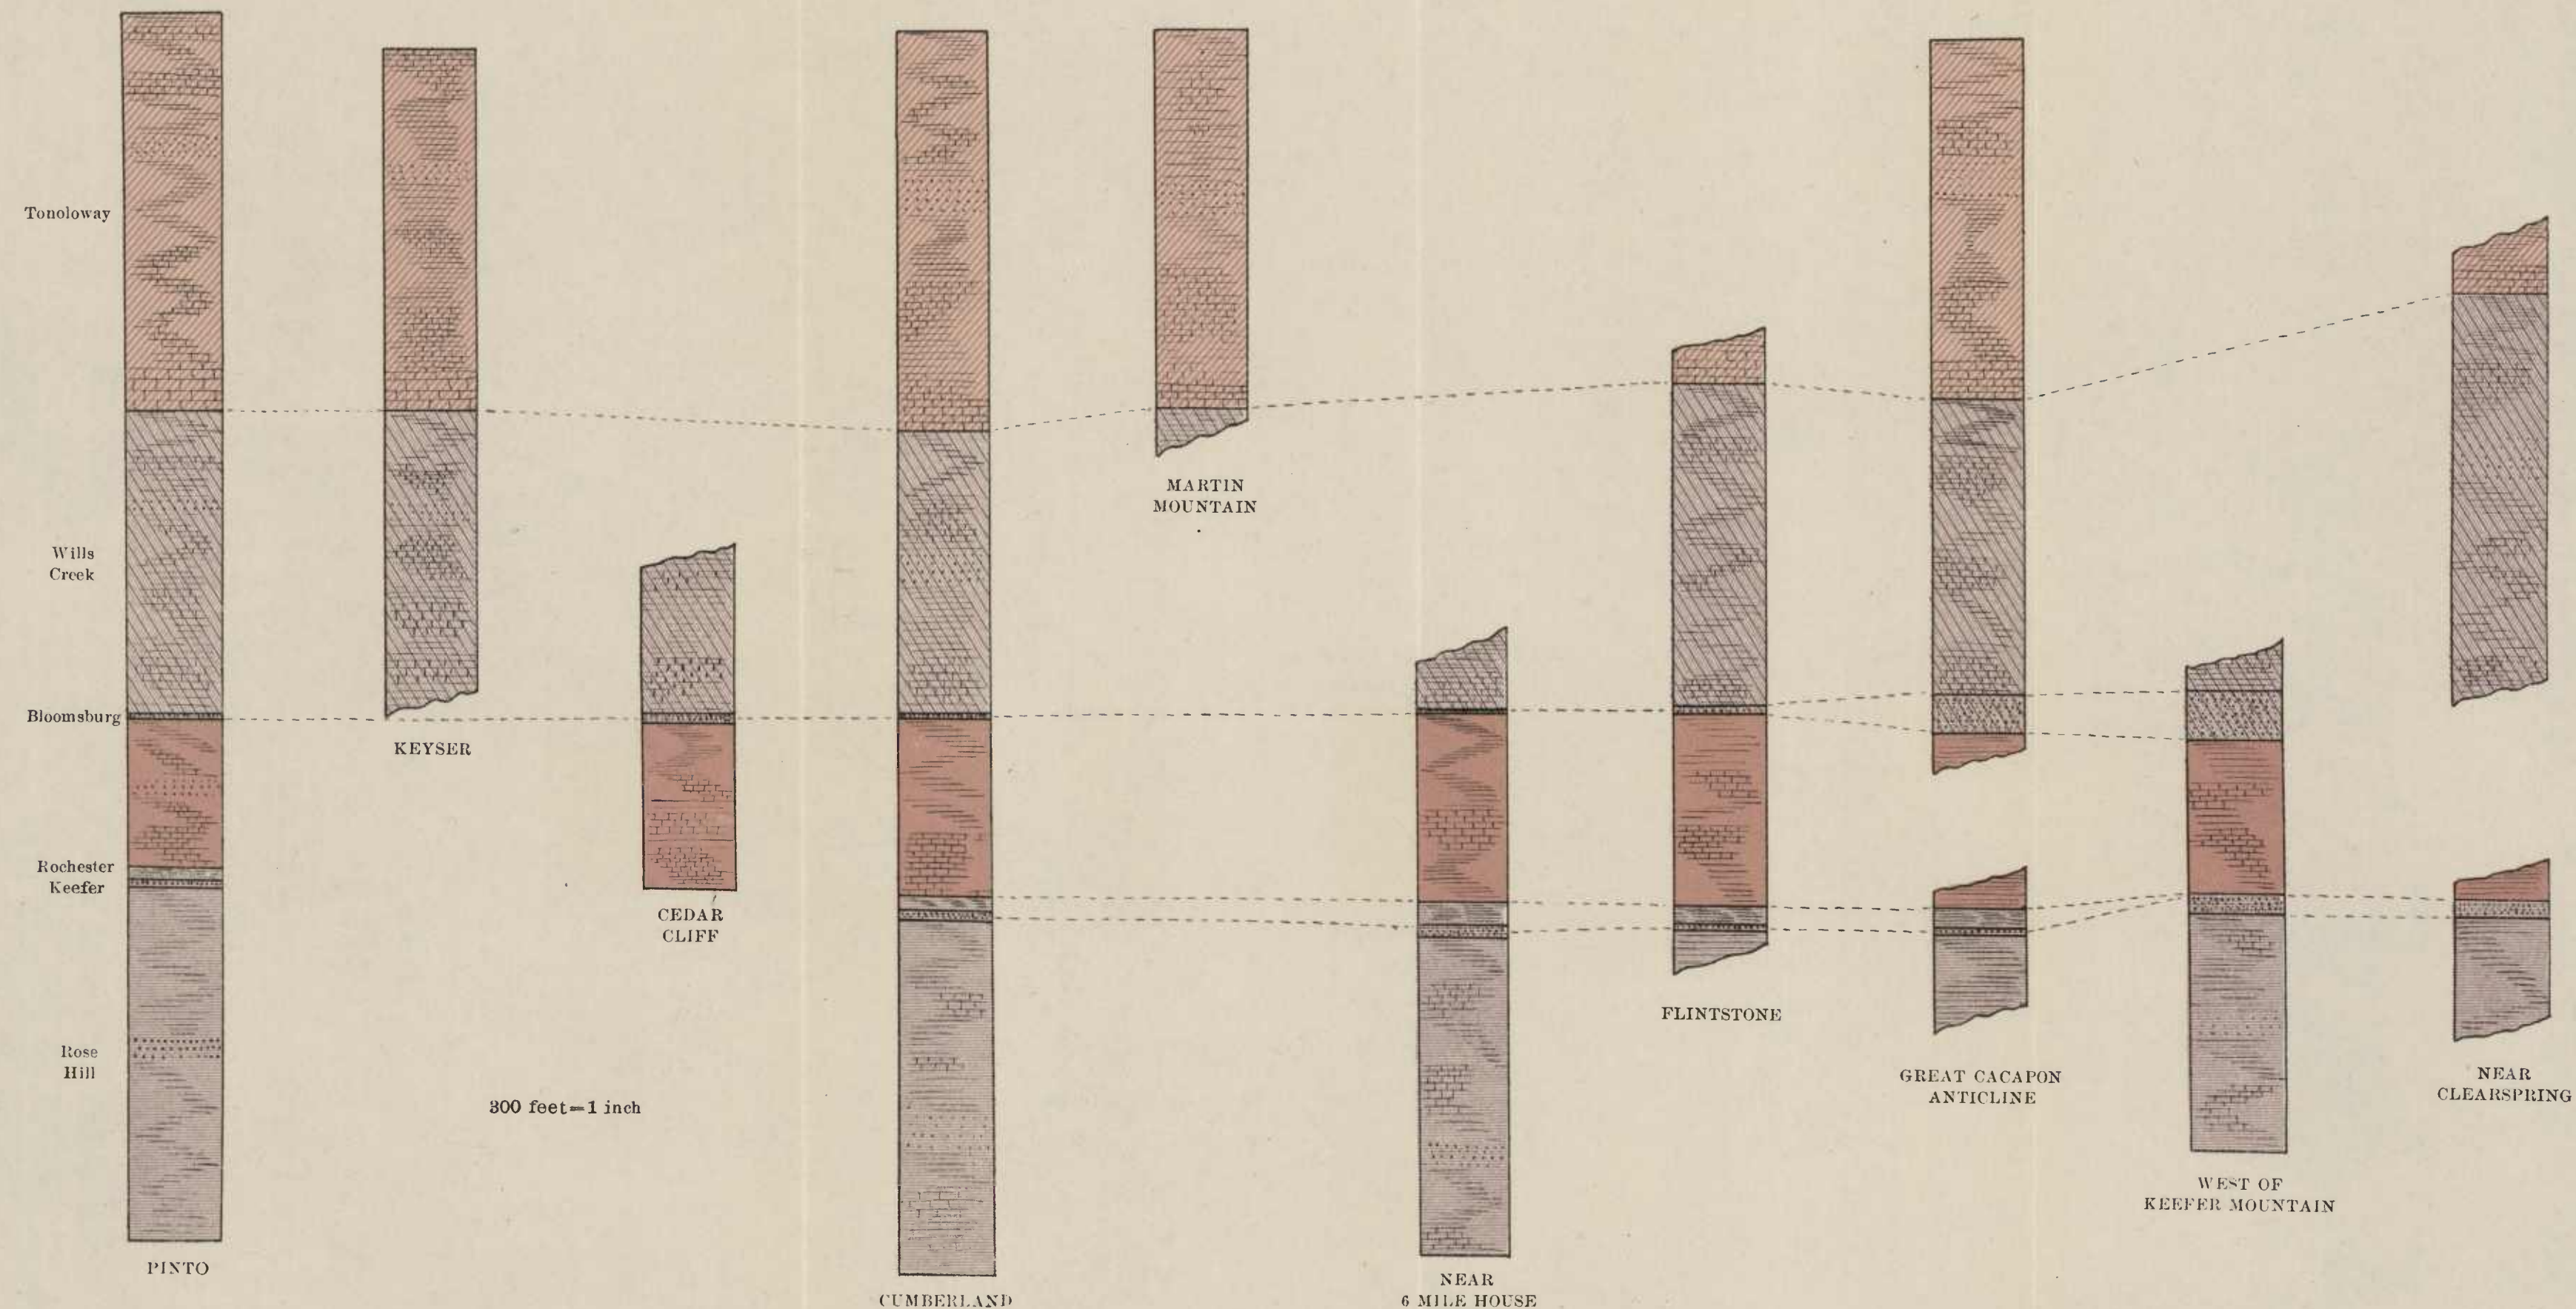 Tonoloway
Wills
Creek
Bloomsburg
Rochester
Keefer
Rose
Hill
PINTO
KEYSER
300 feet=1 inch
CEDAR
CLIFF
CUMBERLAND
MARTIN
MOUNTAIN
NEAR
6 MILE HOUSE
FLINTSTONE
GREAT CACAPON
ANTICLINE
WEST OF
KEEFER MOUNTAIN
NEAR
CLEARSPRING